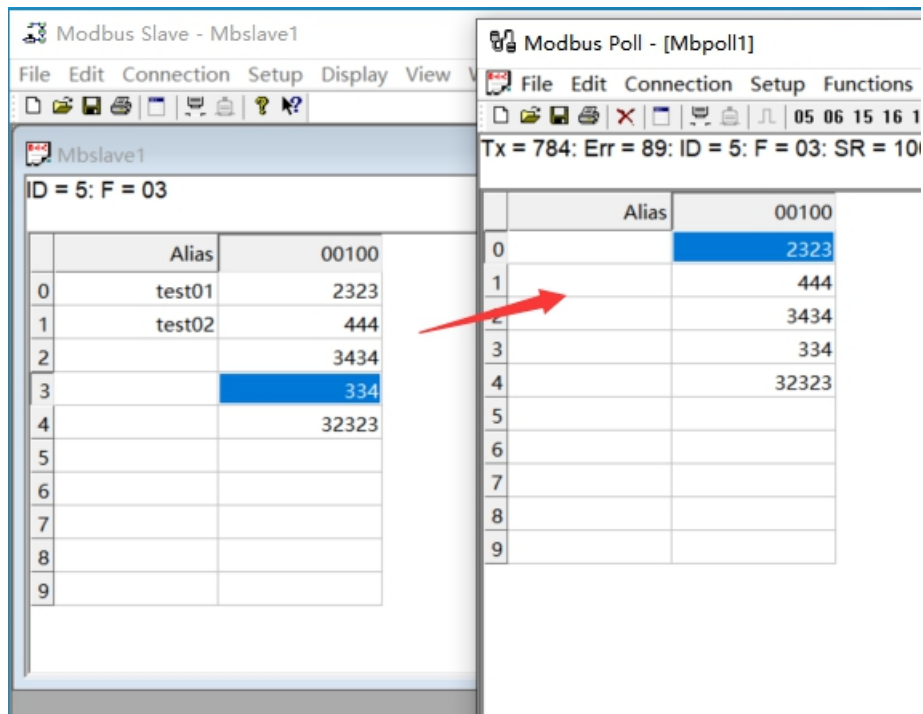 Modbus Slave - Mbslave1
File Edit Connection Setup Display View
Mbslave1
ID = 5: F = 03
Alias 00100
0 test01 2323
1 test02 444
2 3434
3 334
4 32323
5
6
7
8
9
Modbus Poll - [Mbpoll1]
File Edit Connection Setup Functions
05 06 15 16
Tx = 784: Err = 89: ID = 5: F = 03: SR = 100
Alias 00100
0 2323
1 444
2 3434
3 334
4 32323
5
6
7
8
9